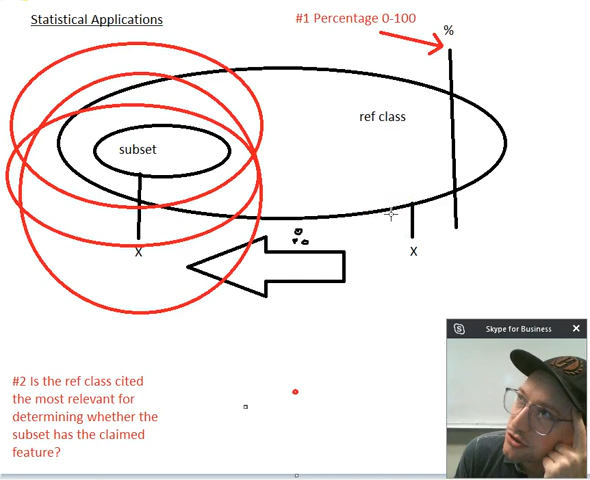 Statistical Applications
#1 Percentage 0-100
%
ref class
subset
X
X
Skype for Business
#2 Is the ref class cited
the most relevant for
determining whether the
subset has the claimed
feature?